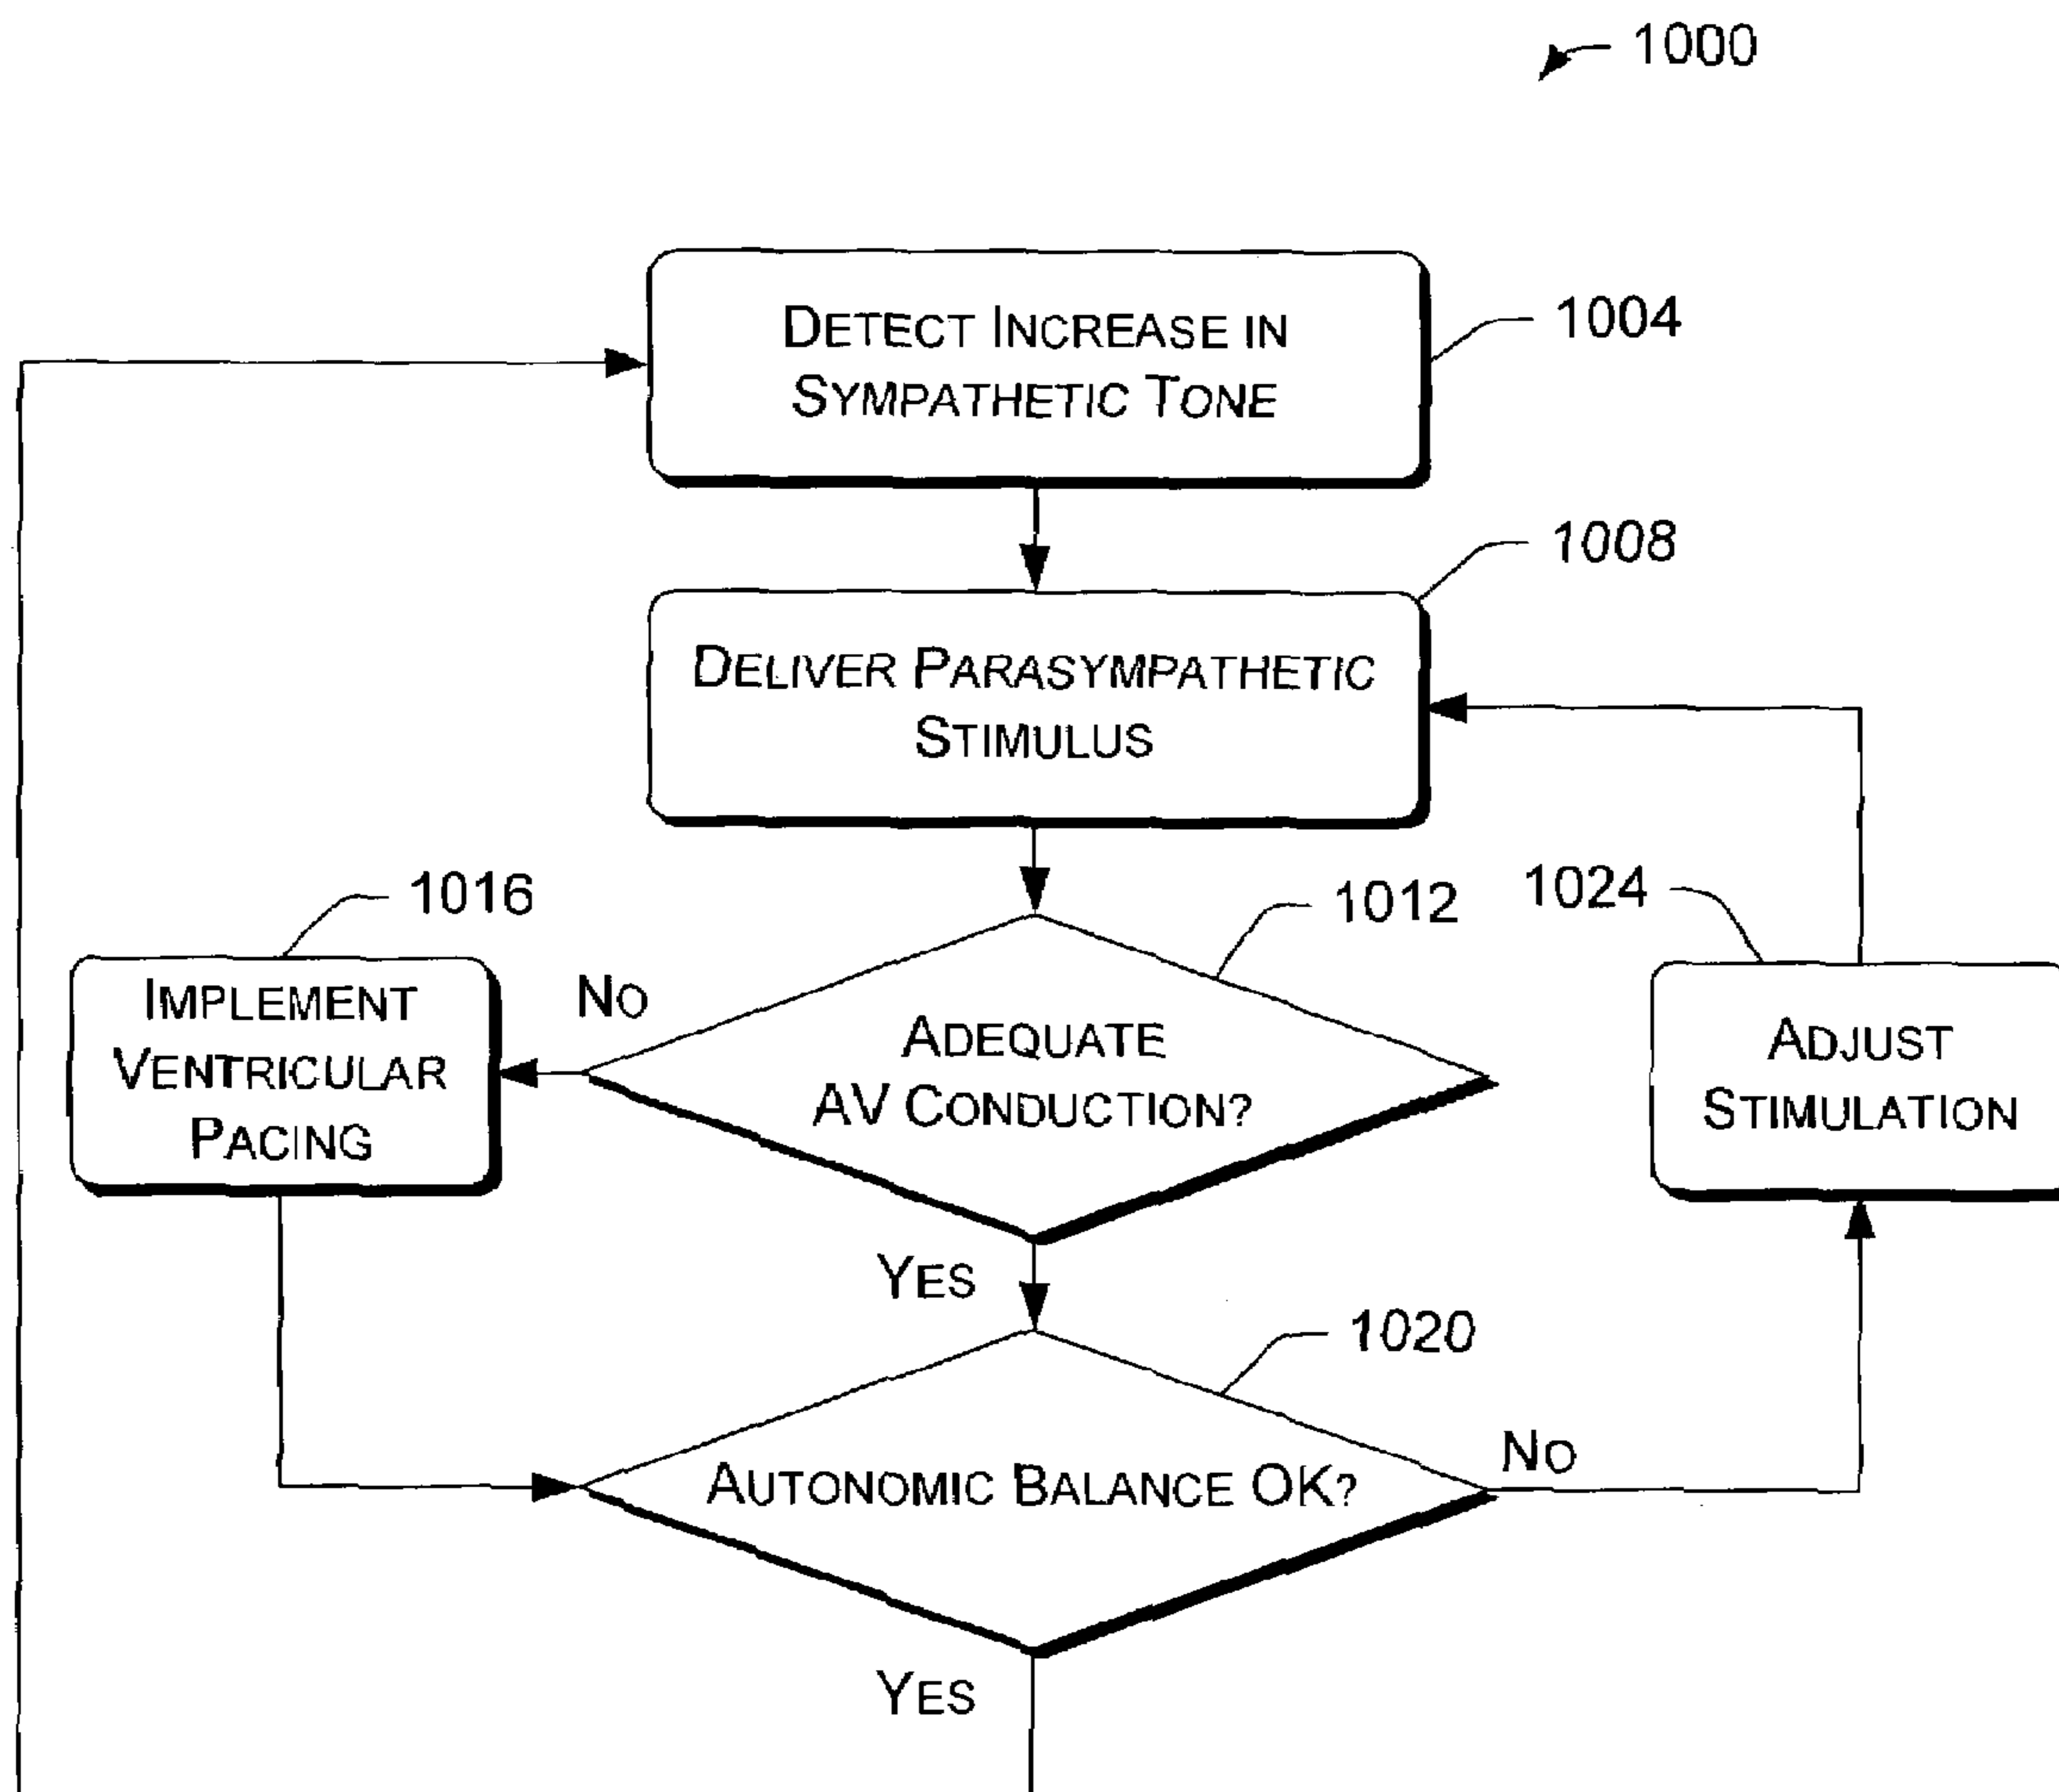 1000
DETECT INCREASE IN
SYMPATHETIC TONE
1004
1008
DELIVER PARASYMPATHETIC
STIMULUS
1016
1012
1024
IMPLEMENT
VENTRICULAR
PACING
NO
ADEQUATE
AV CONDUCTION?
ADJUST
STIMULATION
YES
1020
AUTONOMIC BALANCE OK?
NO
YES